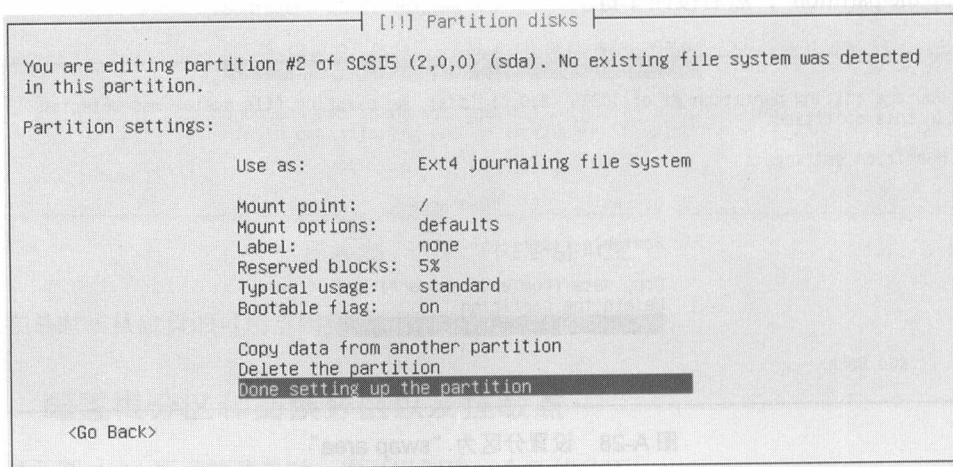 [!!] Partition disks
You are editing partition #2 of SCSI5 (2,0,0) (sda). No existing file system was detected
in this partition.
Partition settings:
Use as: Ext4 journaling file system
Mount point: /
Mount options: defaults
Label: none
Reserved blocks: 5%
Typical usage: standard
Bootable flag: on
Copy data from another partition
Delete the partition
Done setting up the partition
<Go Back>